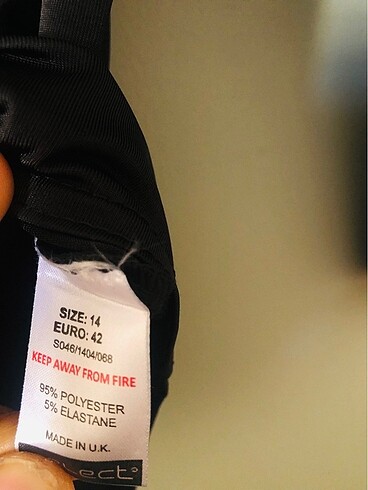 SIZE: 14
EURO: 42
S046/1404/068
KEEP AWAY FROM FIRE
95% POLYESTER
5% ELASTANE
MADE IN U.K.